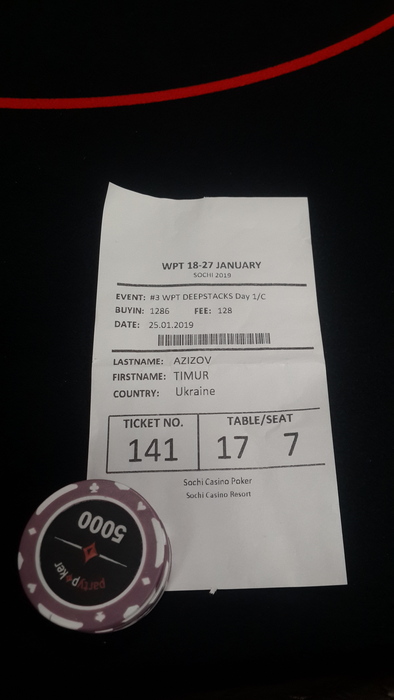 WPT 18-27 JANUARY
SOCHI 2019
EVENT: #3 WPT DEEPSTACKS Day 1/C
BUYIN: 1286 FEE: 128
DATE: 25.01.2019
LASTNAME: AZIZOV
FIRSTNAME: TIMUR
COUNTRY: Ukraine
TICKET NO. TABLE/SEAT
141 17 7
Sochi Casino Poker
Sochi Casino Resort
5000
partypoker